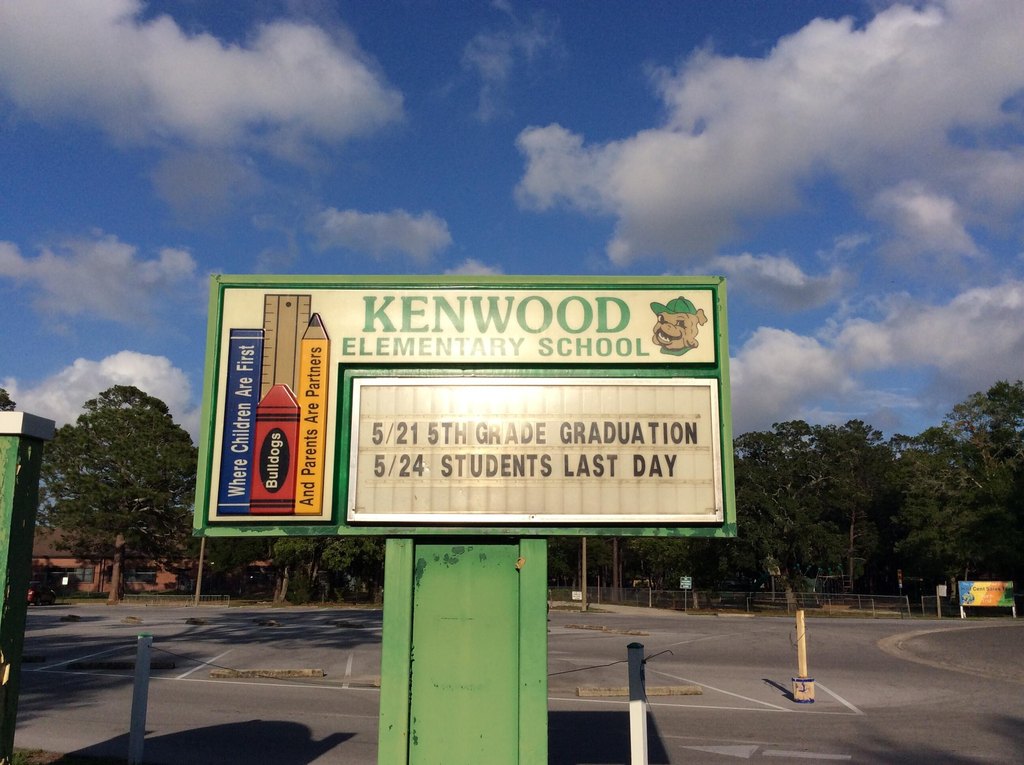 KENWOOD
ELEMENTARY SCHOOL
Where Children Are First
Bulldogs
And Parents Are Partners
5/21 5TH GRADE GRADUATION
5/24 STUDENTS LAST DAY